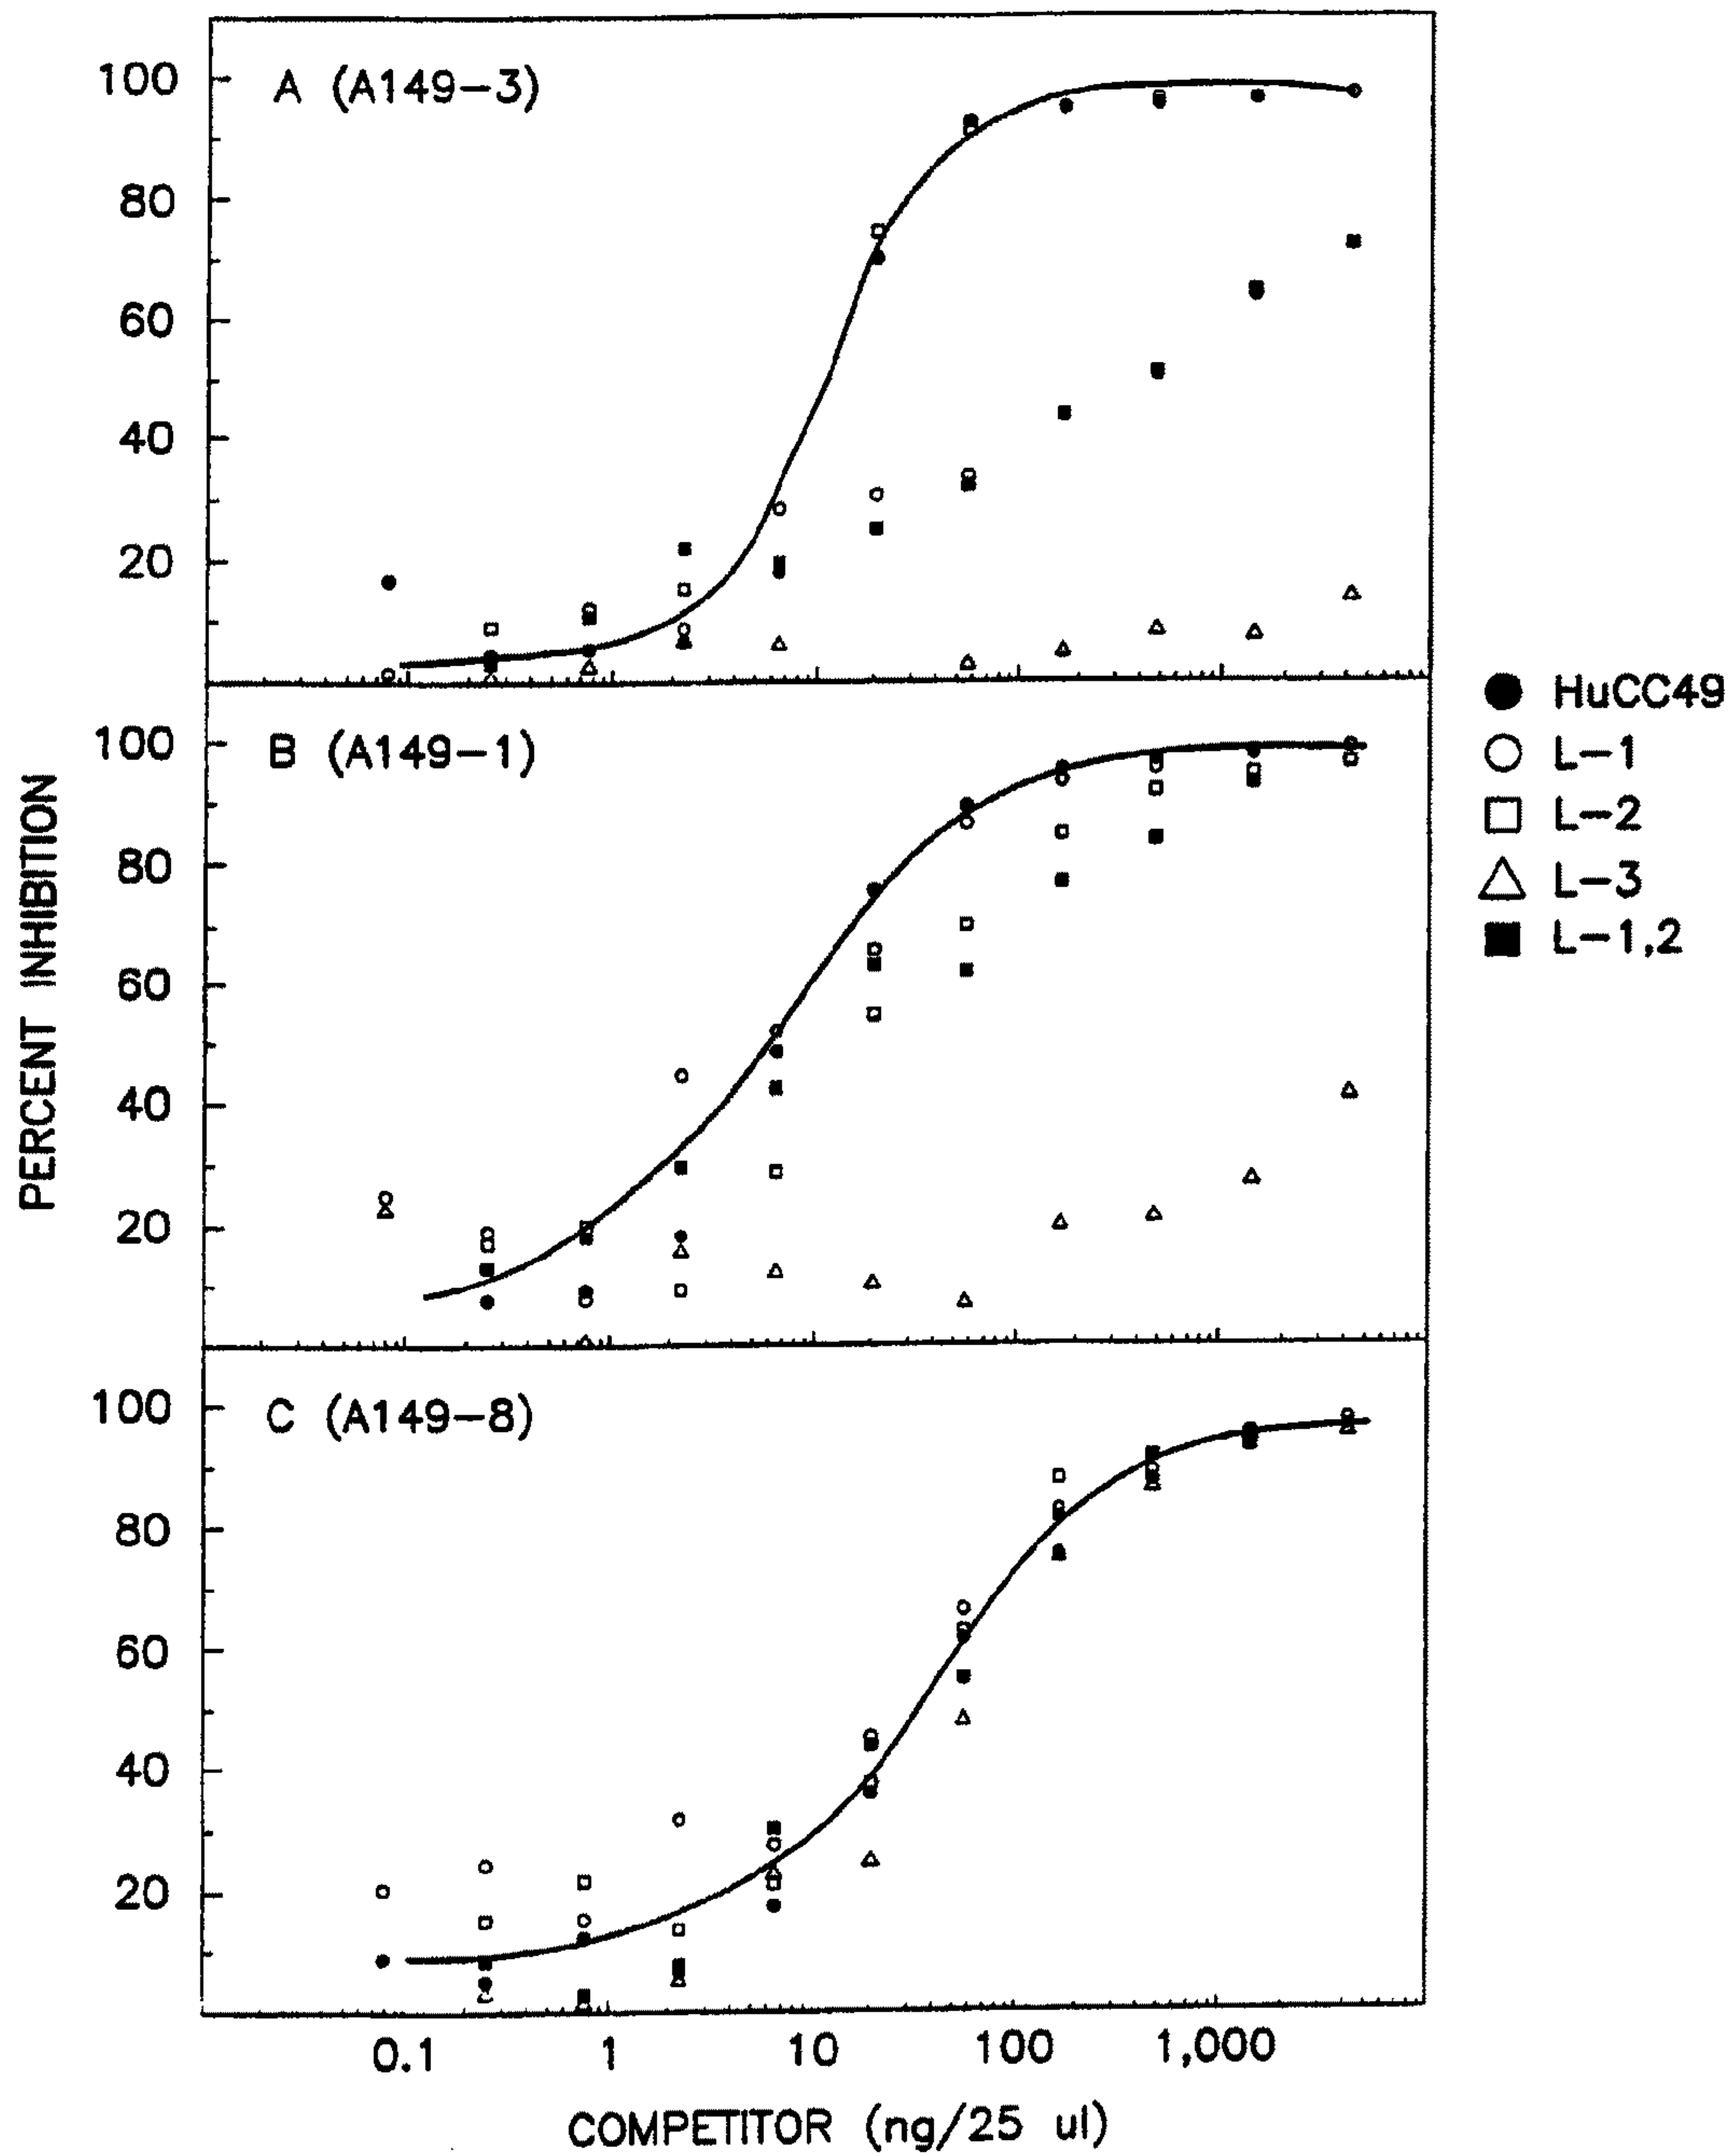 A (A149-3)
100
80
60
40
20
B (A149-1)
100
80
60
40
20
C (A149-8)
100
80
60
40
20
0.1 1 10 100 1,000
COMPETITOR (ng/25 ul)
PERCENT INHIBITION
HuCC49
L-1
L-2
L-3
L-1,2